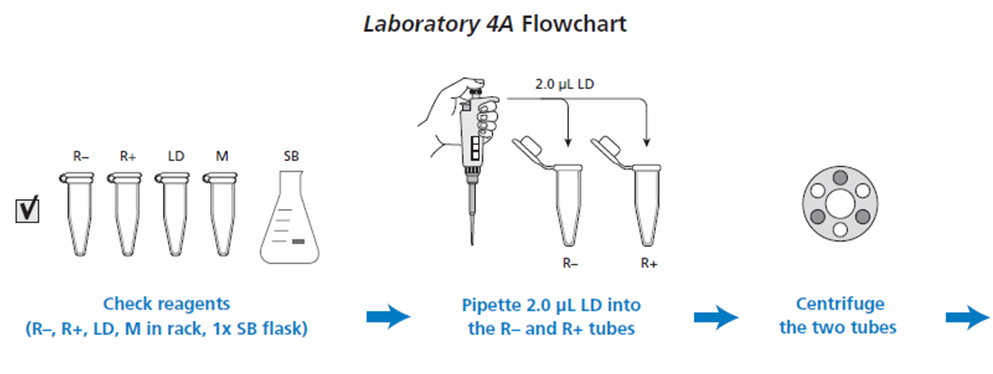 Laboratory 4A Flowchart
2.0 µL LD
R– R+ LD M SB
R– R+
Check reagents
(R–, R+, LD, M in rack, 1x SB flask)
Pipette 2.0 µL LD into
the R– and R+ tubes
Centrifuge
the two tubes